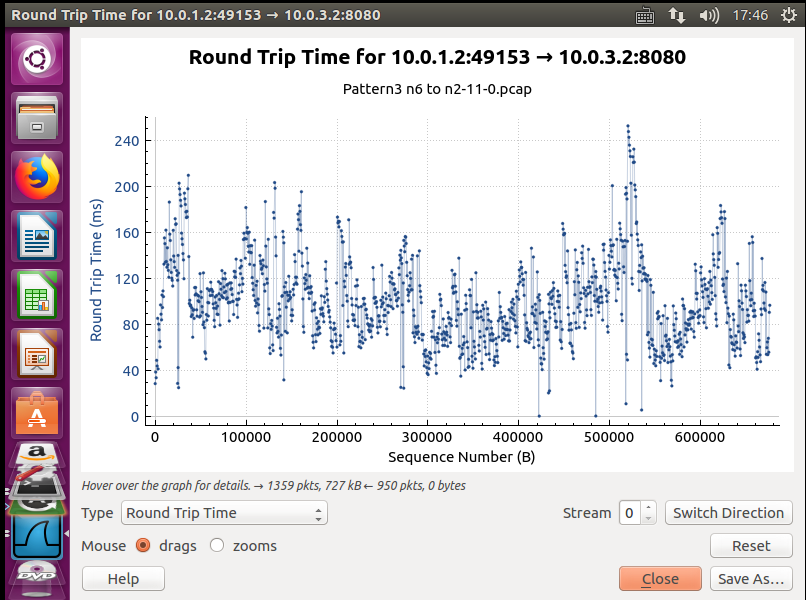 Round Trip Time for 10.0.1.2:49153 → 10.0.3.2:8080
17:46
Round Trip Time for 10.0.1.2:49153 → 10.0.3.2:8080
Pattern3 n6 to n2-11-0.pcap
Round Trip Time (ms)
240
200
160
120
80
40
0
0 100000 200000 300000 400000 500000 600000
Sequence Number (B)
Hover over the graph for details. → 1359 pkts, 727 kB ← 950 pkts, 0 bytes
Type Round Trip Time Stream 0 Switch Direction
Mouse drags zooms Reset
Help Close Save As…
A
a
DVD